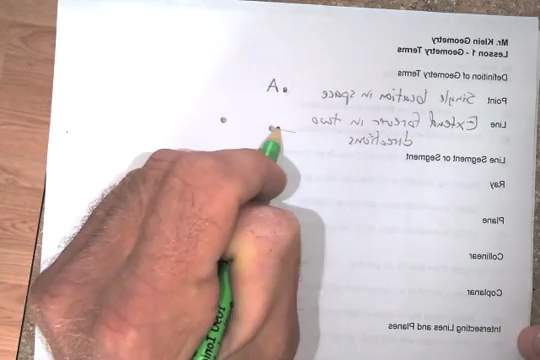 Mr. Klein Geometry
Lesson 1 - Geometry Terms
Definition of Geometry Terms
Point Single location in space A
Line Extend forever in two
directions
Line Segment or Segment
Ray
Plane
Collinear
Coplanar
Intersecting Lines and Planes